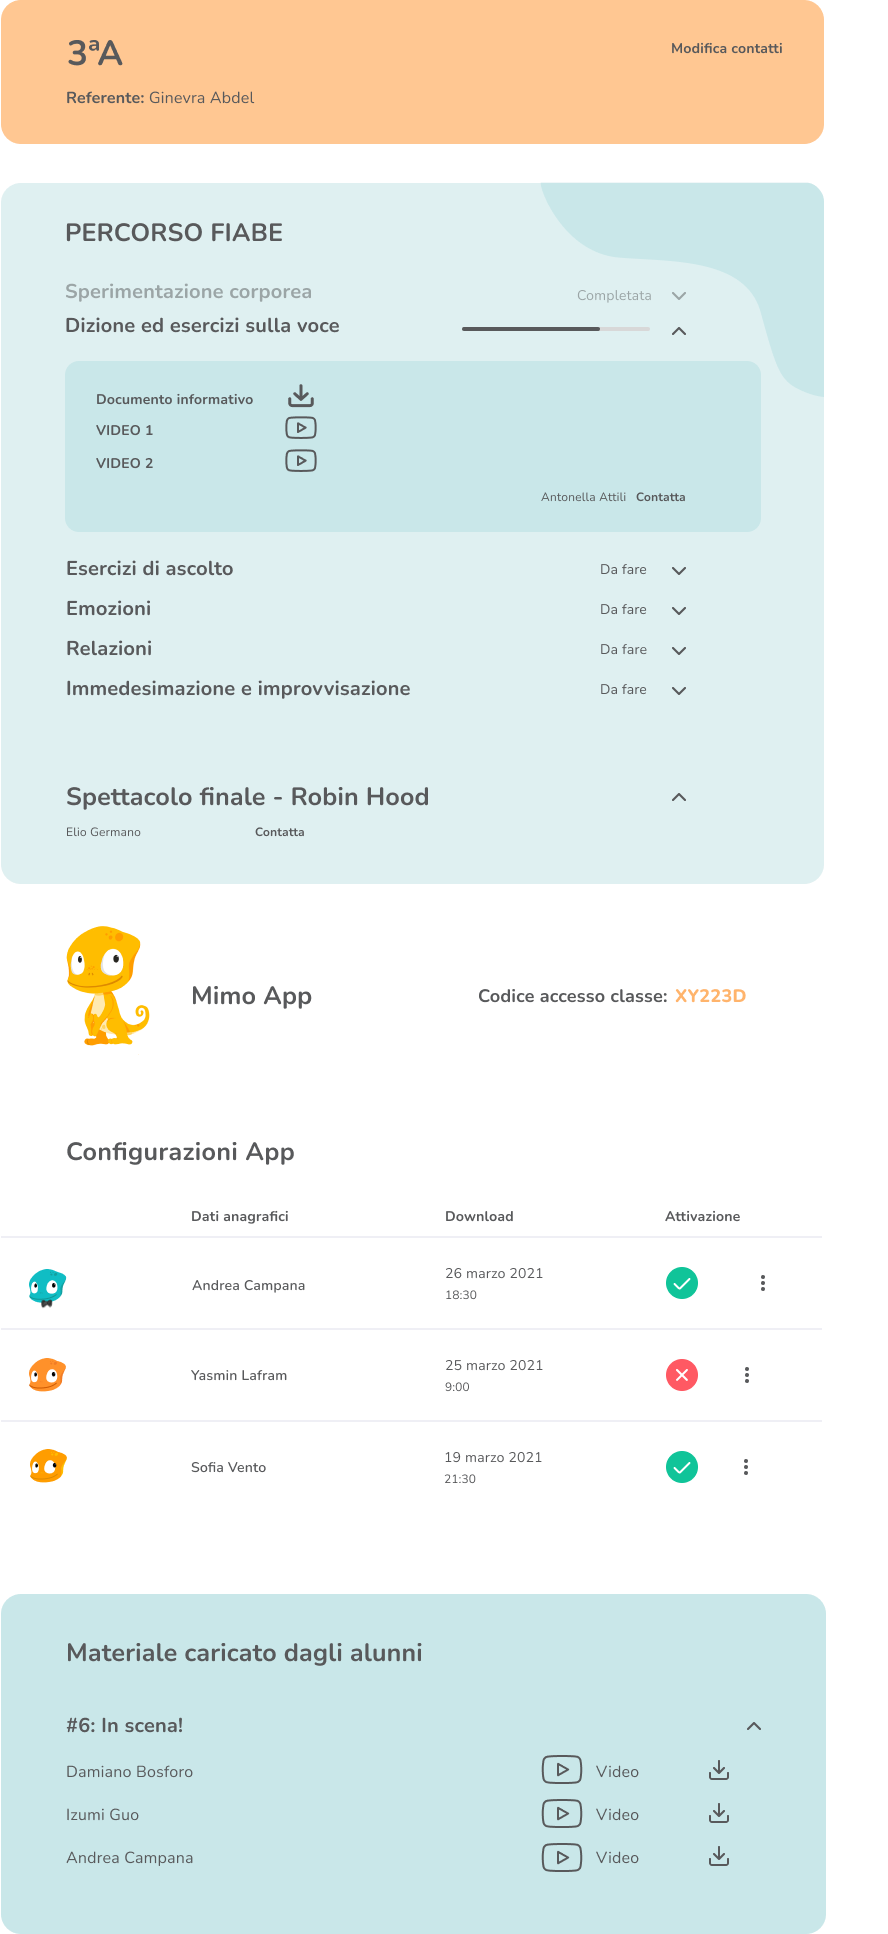 3ªA
Modifica contatti
Referente: Ginevra Abdel
PERCORSO FIABE
Sperimentazione corporea
Completata
Dizione ed esercizi sulla voce
Documento informativo
VIDEO 1
VIDEO 2
Antonella Attili Contatta
Esercizi di ascolto
Da fare
Emozioni
Da fare
Relazioni
Da fare
Immedesimazione e improvvisazione
Da fare
Spettacolo finale - Robin Hood
Elio Germano
Contatta
Mimo App
Codice accesso classe: XY223D
Configurazioni App
Dati anagrafici
Download
Attivazione
Andrea Campana
26 marzo 2021
18:30
Yasmin Lafram
25 marzo 2021
9:00
Sofia Vento
19 marzo 2021
21:30
Materiale caricato dagli alunni
#6: In scena!
Damiano Bosforo
Video
Izumi Guo
Video
Andrea Campana
Video